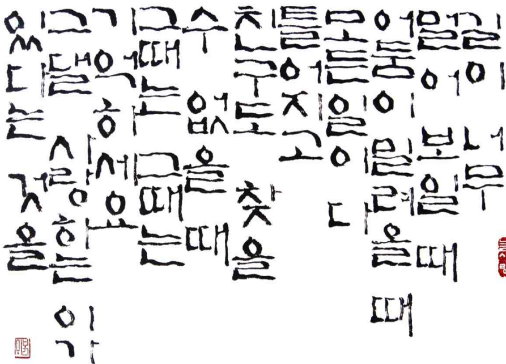 길이 너무
멀어 보일 때
어둠이 밀려올 때
모든 일이 다
틀어지고
친구도 찾을
수 없을 때
그때는 그때는
기억하세요
그댈 사랑하는 이가
있다는 것을